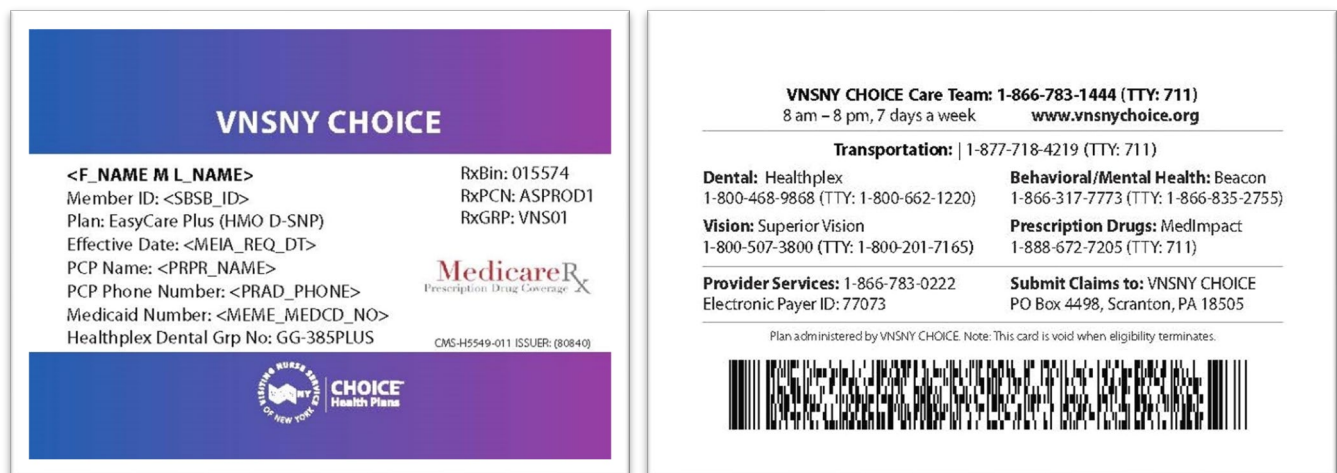 VNSNY CHOICE
<F_NAME M L_NAME>
Member ID: <SBSB_ID>
Plan: EasyCare Plus (HMO D-SNP)
Effective Date: <MEIA_REQ_DT>
PCP Name: <PRPR_NAME>
PCP Phone Number: <PRAD_PHONE>
Medicaid Number: <MEME_MEDCD_NO>
Healthplex Dental Grp No: GG-385PLUS
RxBin: 015574
RxPCN: ASPROD1
RxGRP: VNS01
MedicareRx
Prescription Drug Coverage
CMS-H5549-011 ISSUER: (80840)
VISITING NURSE SERVICE
OF NEW YORK
VNSNY
CHOICE
Health Plans
VNSNY CHOICE Care Team: 1-866-783-1444 (TTY: 711)
8 am – 8 pm, 7 days a week www.vnsnychoice.org
Transportation: | 1-877-718-4219 (TTY: 711)
Dental: Healthplex
1-800-468-9868 (TTY: 1-800-662-1220)
Behavioral/Mental Health: Beacon
1-866-317-7773 (TTY: 1-866-835-2755)
Vision: Superior Vision
1-800-507-3800 (TTY: 1-800-201-7165)
Prescription Drugs: MedImpact
1-888-672-7205 (TTY: 711)
Provider Services: 1-866-783-0222
Electronic Payer ID: 77073
Submit Claims to: VNSNY CHOICE
PO Box 4498, Scranton, PA 18505
Plan administered by VNSNY CHOICE. Note: This card is void when eligibility terminates.